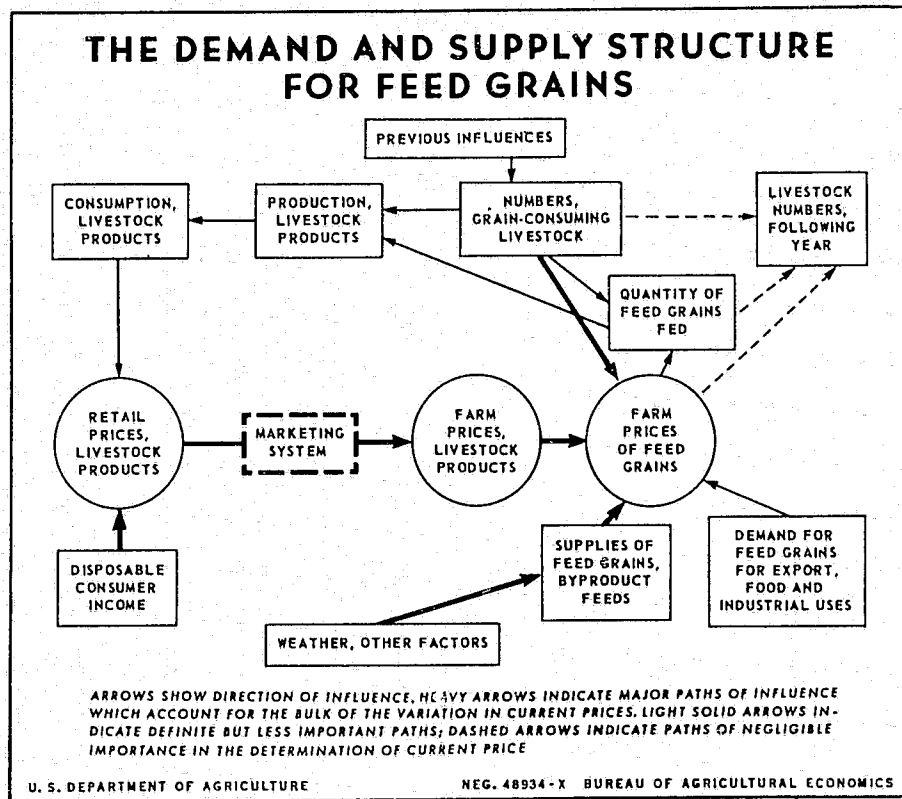 THE DEMAND AND SUPPLY STRUCTURE
FOR FEED GRAINS
PREVIOUS INFLUENCES
CONSUMPTION,
LIVESTOCK
PRODUCTS
PRODUCTION,
LIVESTOCK
PRODUCTS
NUMBERS,
GRAIN-CONSUMING
LIVESTOCK
LIVESTOCK
NUMBERS,
FOLLOWING
YEAR
QUANTITY OF
FEED GRAINS
FED
RETAIL
PRICES,
LIVESTOCK
PRODUCTS
MARKETING
SYSTEM
FARM
PRICES,
LIVESTOCK
PRODUCTS
FARM
PRICES
OF FEED
GRAINS
DISPOSABLE
CONSUMER
INCOME
WEATHER, OTHER FACTORS
SUPPLIES OF
FEED GRAINS,
BYPRODUCT
FEEDS
DEMAND FOR
FEED GRAINS
FOR EXPORT,
FOOD AND
INDUSTRIAL USES
ARROWS SHOW DIRECTION OF INFLUENCE. HEAVY ARROWS INDICATE MAJOR PATHS OF INFLUENCE
WHICH ACCOUNT FOR THE BULK OF THE VARIATION IN CURRENT PRICES. LIGHT SOLID ARROWS IN-
DICATE DEFINITE BUT LESS IMPORTANT PATHS; DASHED ARROWS INDICATE PATHS OF NEGLIGIBLE
IMPORTANCE IN THE DETERMINATION OF CURRENT PRICE
U. S. DEPARTMENT OF AGRICULTURE NEG. 48934-X BUREAU OF AGRICULTURAL ECONOMICS